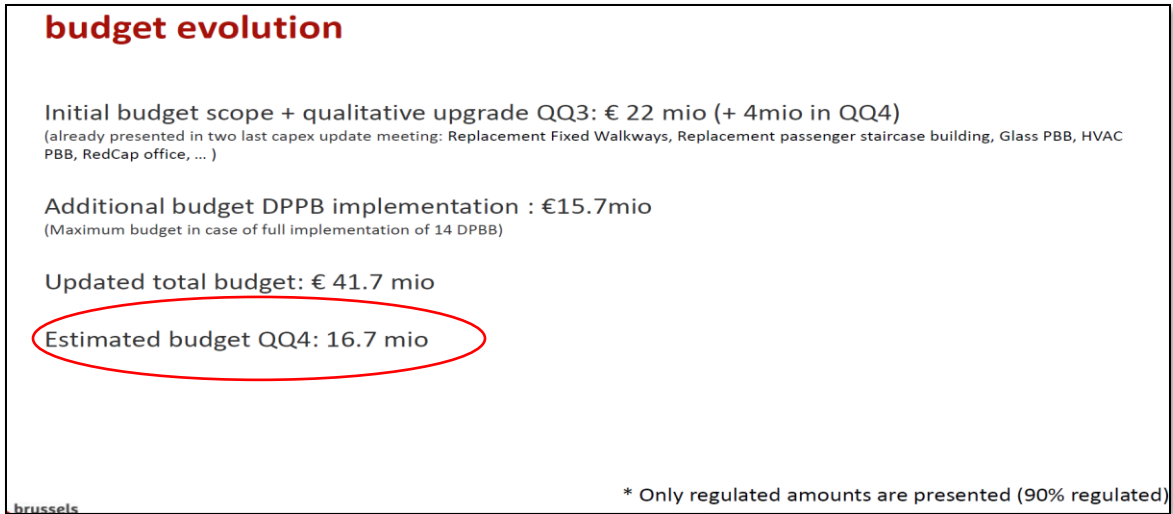 budget evolution
Initial budget scope + qualitative upgrade QQ3: € 22 mio (+ 4mio in QQ4)
(already presented in two last capex update meeting: Replacement Fixed Walkways, Replacement passenger staircase building, Glass PBB, HVAC
PBB, RedCap office, ... )
Additional budget DPPB implementation : €15.7mio
(Maximum budget in case of full implementation of 14 DPBB)
Updated total budget: € 41.7 mio
Estimated budget QQ4: 16.7 mio
* Only regulated amounts are presented (90% regulated)
brussels